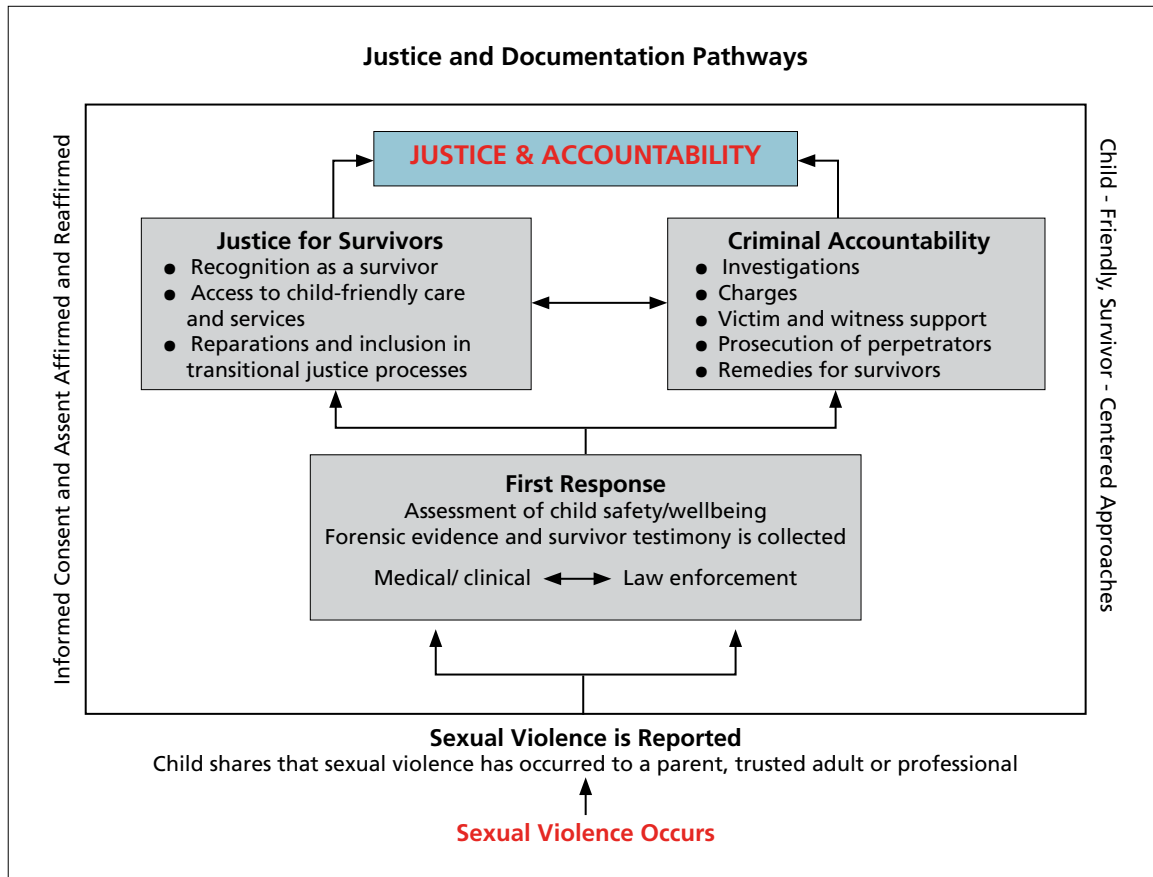 Justice and Documentation Pathways
Informed Consent and Assent Affirmed and Reaffirmed
Child - Friendly, Survivor - Centered Approaches
JUSTICE & ACCOUNTABILITY
Justice for Survivors
● Recognition as a survivor
● Access to child-friendly care
and services
● Reparations and inclusion in
transitional justice processes
Criminal Accountability
● Investigations
● Charges
● Victim and witness support
● Prosecution of perpetrators
● Remedies for survivors
First Response
Assessment of child safety/wellbeing
Forensic evidence and survivor testimony is collected
Medical/ clinical
Law enforcement
Sexual Violence is Reported
Child shares that sexual violence has occurred to a parent, trusted adult or professional
Sexual Violence Occurs